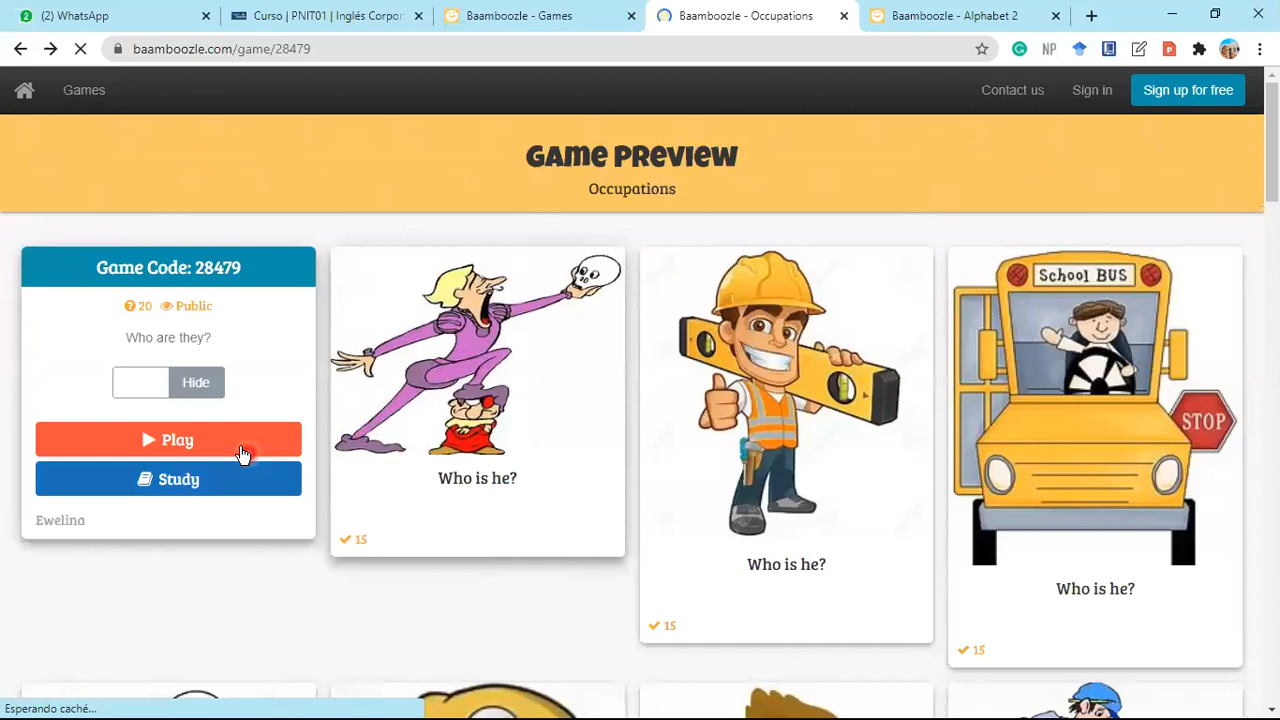 (2) WhatsApp
Curso | PNIT01 | Inglés Corpor
Baamboozle - Games
Baamboozle - Occupations
Baamboozle - Alphabet 2
baamboozle.com/game/28479
NP
Games
Contact us
Sign in
Sign up for free
Game Preview
Occupations
Game Code: 28479
20 Public
Who are they?
Hide
Play
Study
Ewelina
Who is he?
15
Who is he?
15
School BUS
STOP
Who is he?
15
Esperando caché...